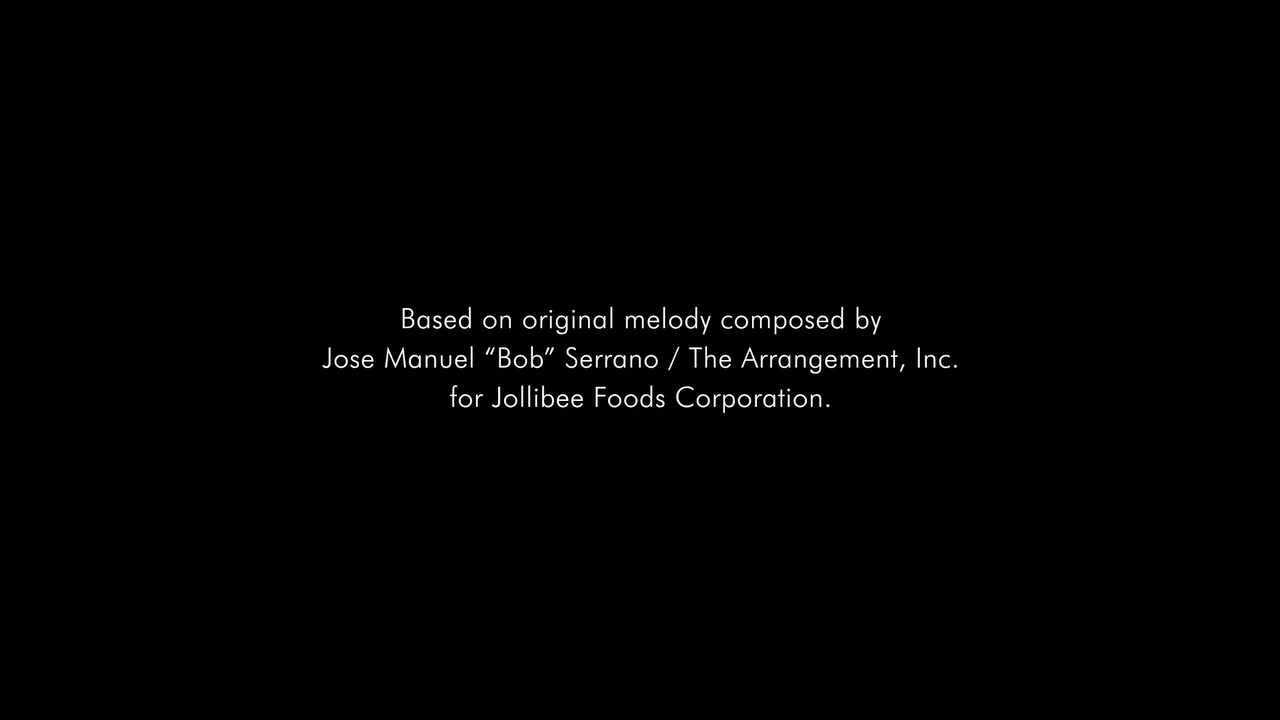 Based on original melody composed by
Jose Manuel “Bob” Serrano / The Arrangement, Inc.
for Jollibee Foods Corporation.